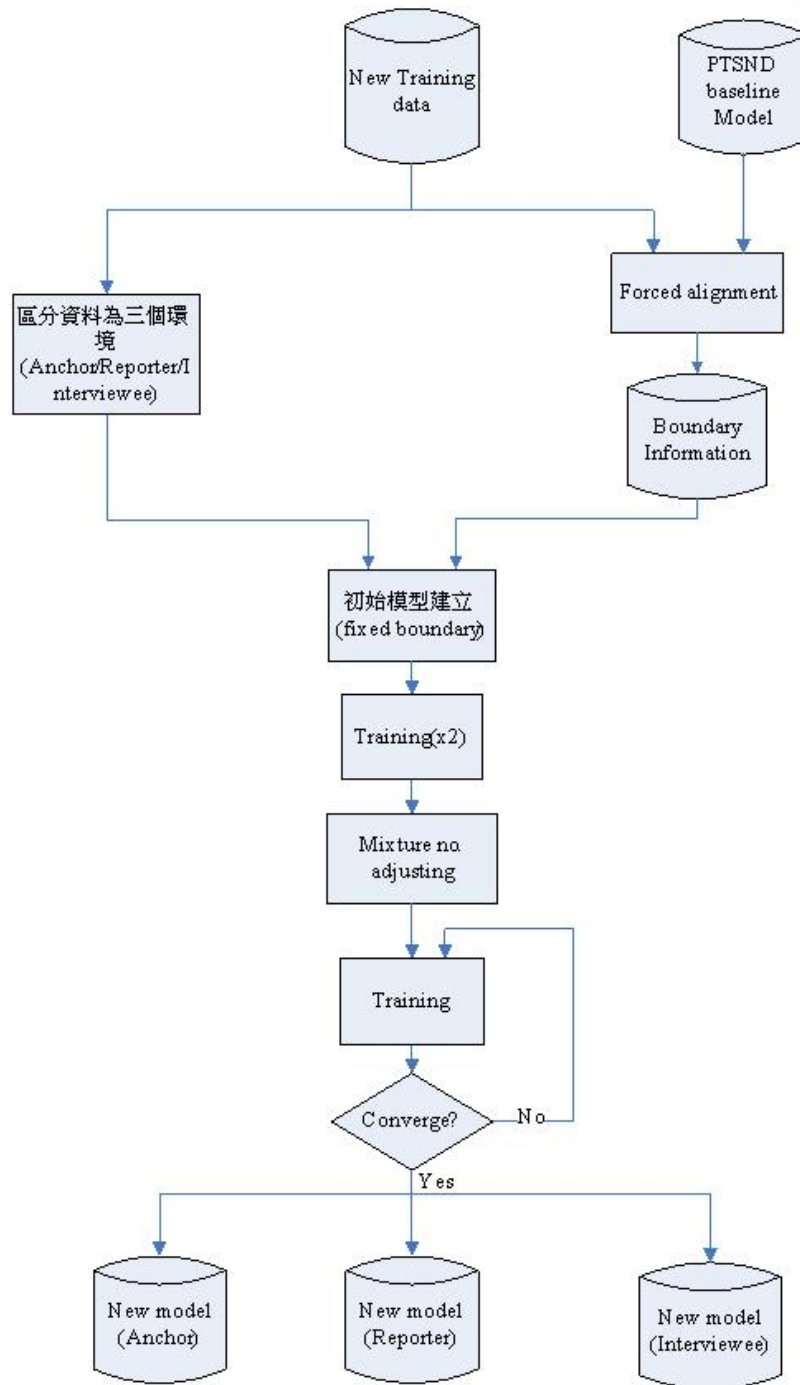 New Training
data
PTSND
baseline
Model
Forced alignment
區分資料為三個環
境
(Anchor/Reporter/I
nterviewee)
Boundary
Information
初始模型建立
(fixed boundary)
Training(x2)
Mixture no
adjusting
Training
Converge?
No
Yes
New model
(Anchor)
New model
(Reporter)
New model
(Interviewee)